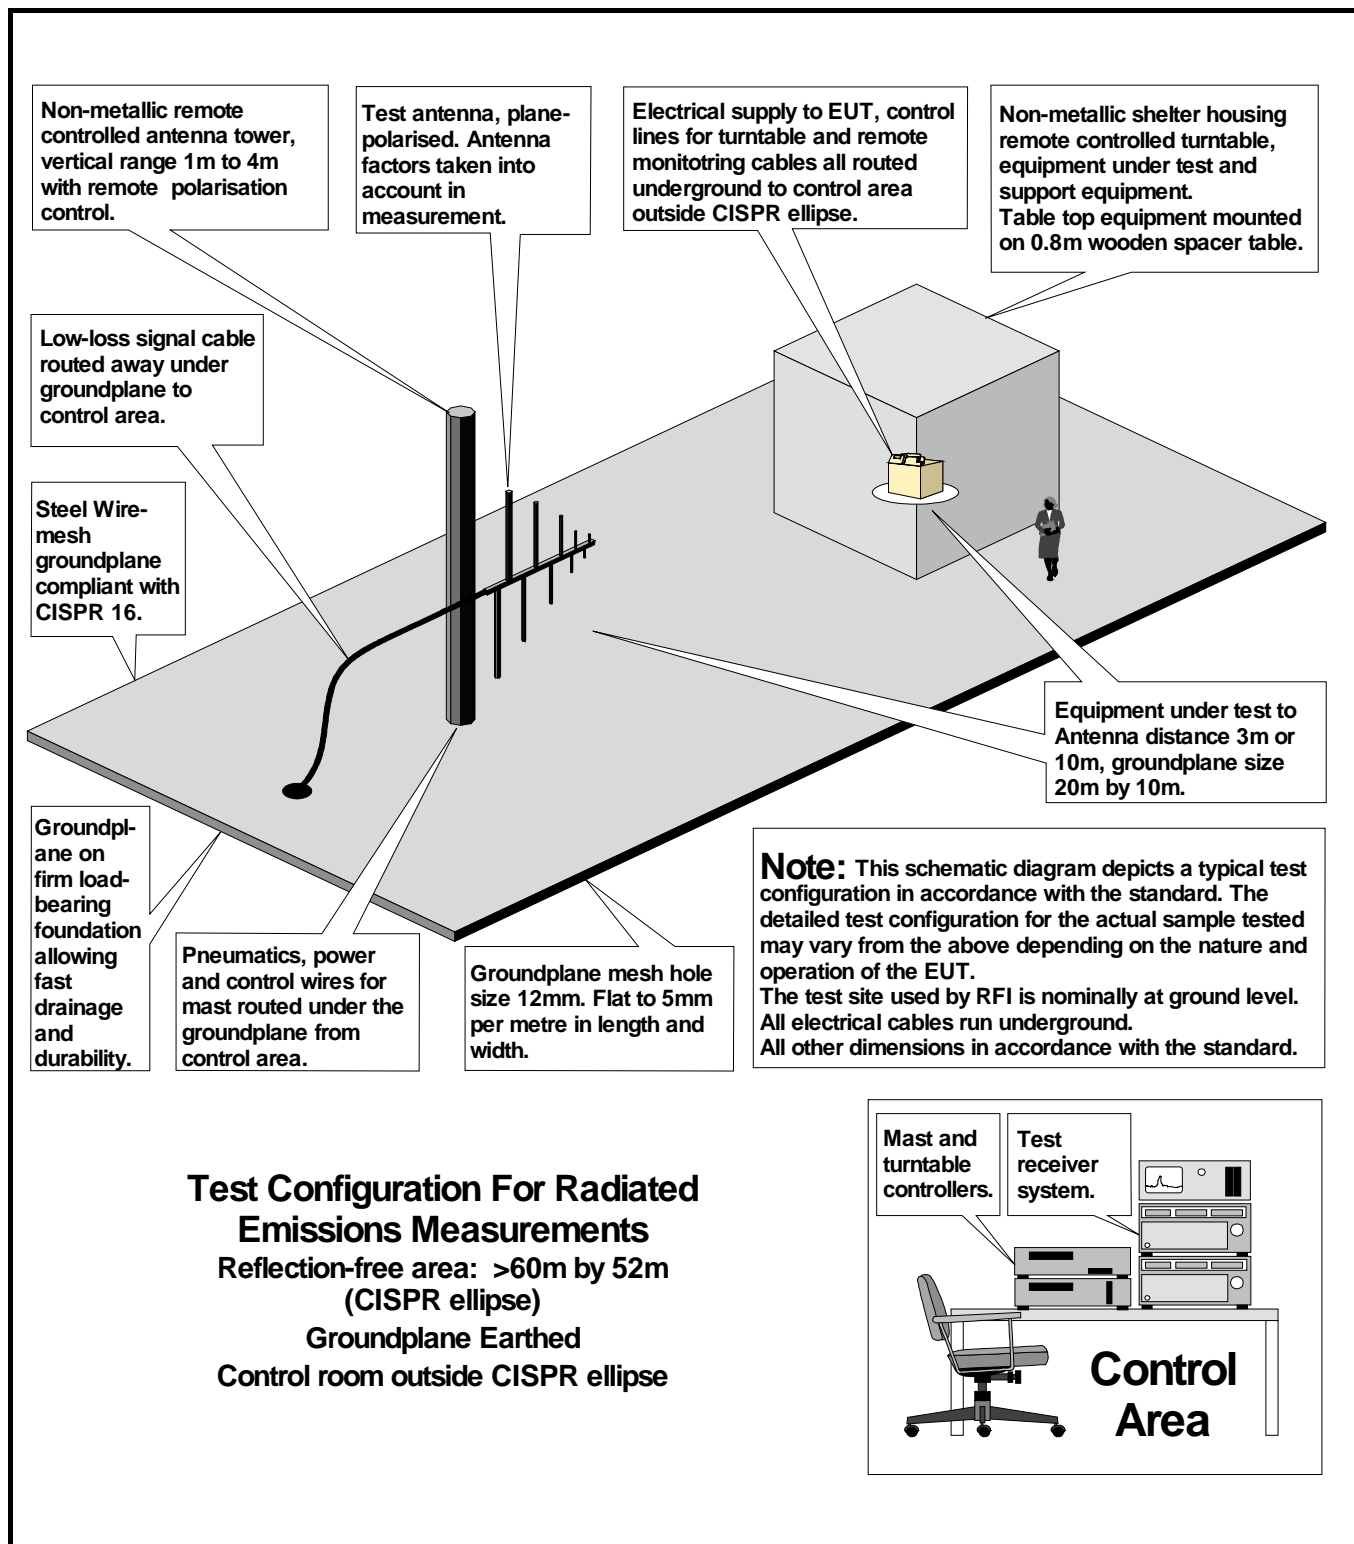 Non-metallic remote
controlled antenna tower,
vertical range 1m to 4m
with remote polarisation
control.
Test antenna, plane-
polarised. Antenna
factors taken into
account in
measurement.
Electrical supply to EUT, control
lines for turntable and remote
monitotring cables all routed
underground to control area
outside CISPR ellipse.
Non-metallic shelter housing
remote controlled turntable,
equipment under test and
support equipment.
Table top equipment mounted
on 0.8m wooden spacer table.
Low-loss signal cable
routed away under
groundplane to
control area.
Steel Wire-
mesh
groundplane
compliant with
CISPR 16.
Equipment under test to
Antenna distance 3m or
10m, groundplane size
20m by 10m.
Groundpl-
ane on
firm load-
bearing
foundation
allowing
fast
drainage
and
durability.
Pneumatics, power
and control wires for
mast routed under the
groundplane from
control area.
Groundplane mesh hole
size 12mm. Flat to 5mm
per metre in length and
width.
Note: This schematic diagram depicts a typical test
configuration in accordance with the standard. The
detailed test configuration for the actual sample tested
may vary from the above depending on the nature and
operation of the EUT.
The test site used by RFI is nominally at ground level.
All electrical cables run underground.
All other dimensions in accordance with the standard.
Test Configuration For Radiated
Emissions Measurements
Reflection-free area: >60m by 52m
(CISPR ellipse)
Groundplane Earthed
Control room outside CISPR ellipse
Mast and
turntable
controllers.
Test
receiver
system.
Control
Area